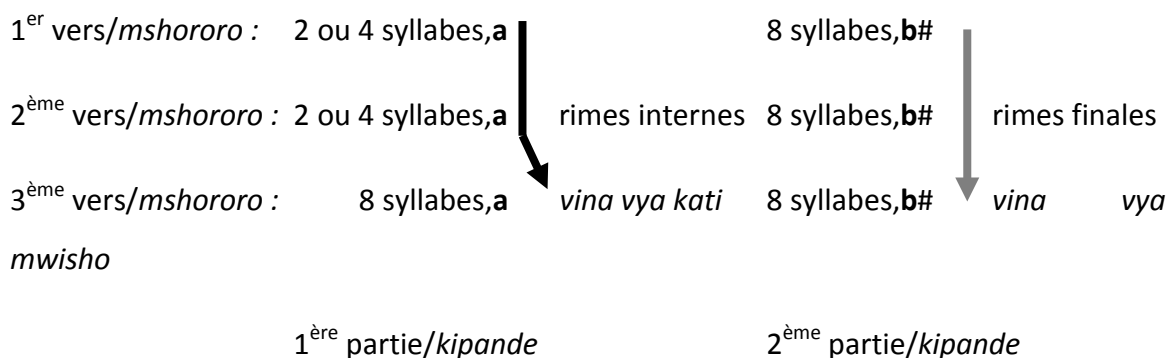 1er vers/mshororo : 2 ou 4 syllabes,a 8 syllabes,b#
2ème vers/mshororo : 2 ou 4 syllabes,a rimes internes 8 syllabes,b# rimes finales
3ème vers/mshororo : 8 syllabes,a vina vya kati 8 syllabes,b# vina vya
mwisho
1ère partie/kipande 2ème partie/kipande